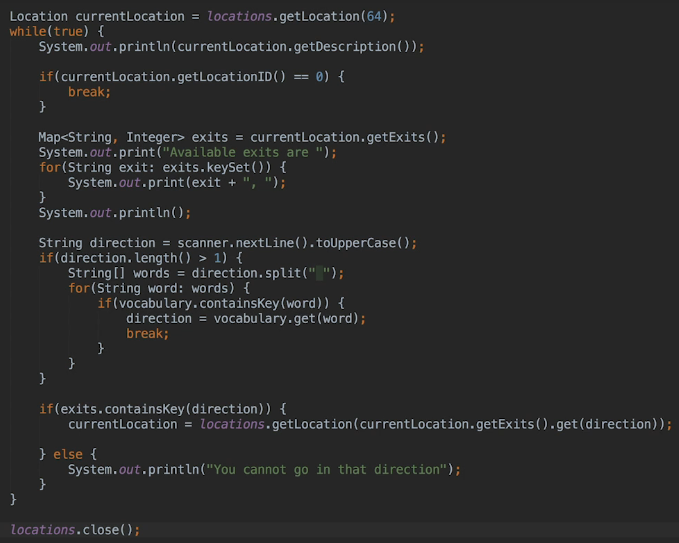 Location currentLocation = locations.getLocation(64);
while(true) {
    System.out.println(currentLocation.getDescription());

    if(currentLocation.getLocationID() == 0) {
        break;
    }

    Map<String, Integer> exits = currentLocation.getExits();
    System.out.print("Available exits are ");
    for(String exit: exits.keySet()) {
        System.out.print(exit + ", ");
    }
    System.out.println();

    String direction = scanner.nextLine().toUpperCase();
    if(direction.length() > 1) {
        String[] words = direction.split(" ");
        for(String word: words) {
            if(vocabulary.containsKey(word)) {
                direction = vocabulary.get(word);
                break;
            }
        }
    }

    if(exits.containsKey(direction)) {
        currentLocation = locations.getLocation(currentLocation.getExits().get(direction));

    } else {
        System.out.println("You cannot go in that direction");
    }
}

locations.close();